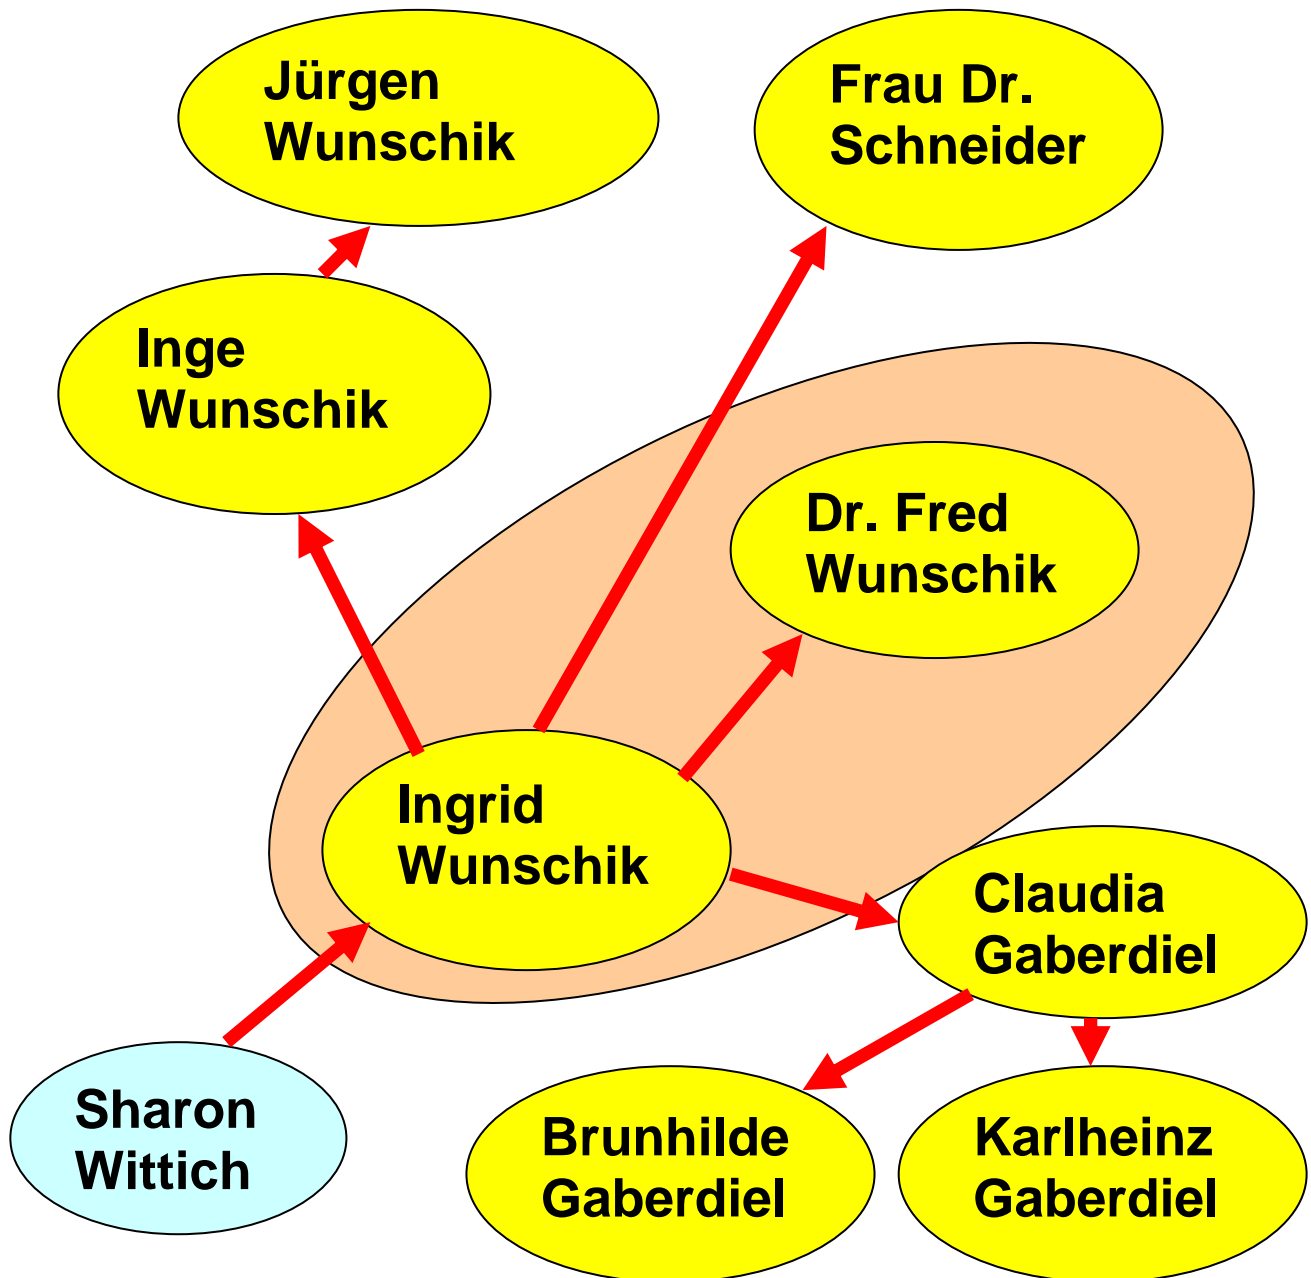 Jürgen
Wunschik
Frau Dr.
Schneider
Inge
Wunschik
Dr. Fred
Wunschik
Ingrid
Wunschik
Claudia
Gaberdiel
Sharon
Wittich
Brunhilde
Gaberdiel
Karlheinz
Gaberdiel